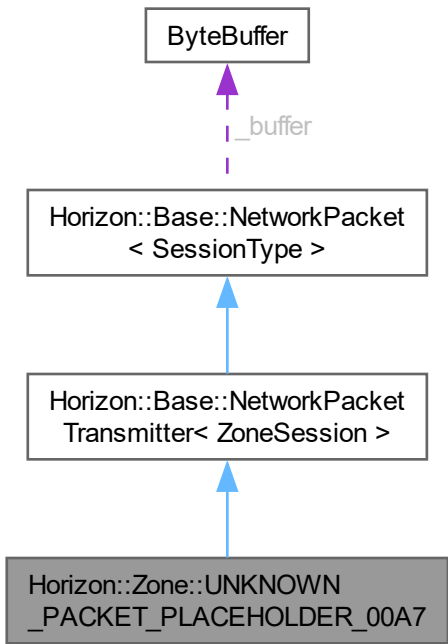 ByteBuffer
_buffer
Horizon::Base::NetworkPacket
< SessionType >
Horizon::Base::NetworkPacket
Transmitter< ZoneSession >
Horizon::Zone::UNKNOWN
_PACKET_PLACEHOLDER_00A7